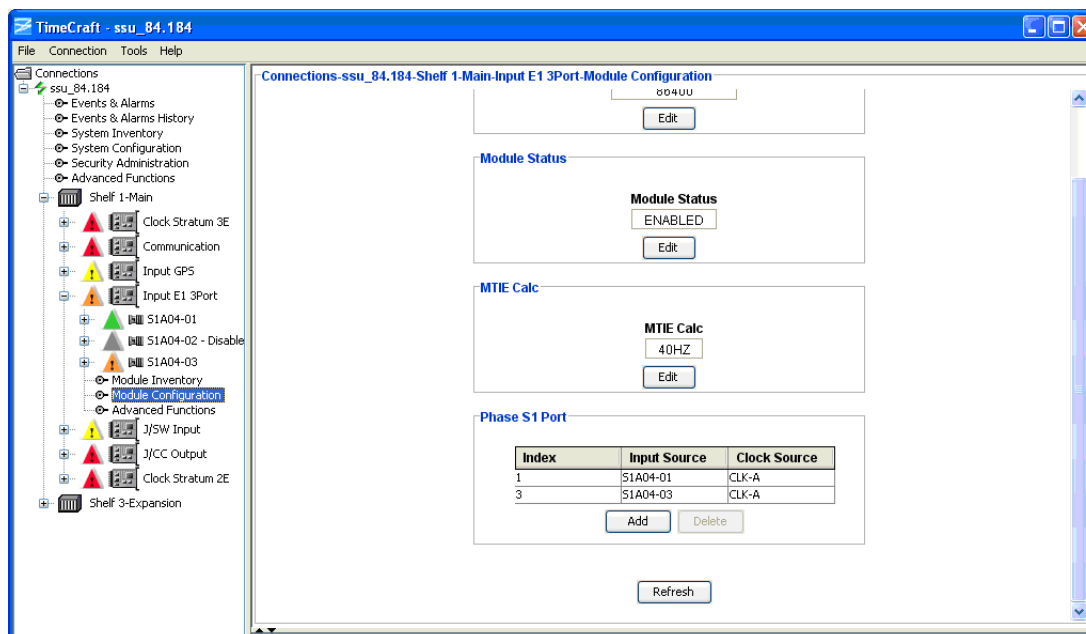 TimeCraft - ssu_84.184
File Connection Tools Help
Connections
ssu_84.184
Events & Alarms
Events & Alarms History
System Inventory
System Configuration
Security Administration
Advanced Functions
Shelf 1-Main
Clock Stratum 3E
Communication
Input GPS
Input E1 3Port
S1A04-01
S1A04-02 - Disable
S1A04-03
Module Inventory
Module Configuration
Advanced Functions
J/SW Input
J/CC Output
Clock Stratum 2E
Shelf 3-Expansion
Connections-ssu_84.184-Shelf 1-Main-Input E1 3Port-Module Configuration
86400
Edit
Module Status
Module Status
ENABLED
Edit
MTIE Calc
MTIE Calc
40HZ
Edit
Phase S1 Port
Index Input Source Clock Source
1 S1A04-01 CLK-A
3 S1A04-03 CLK-A
Add Delete
Refresh